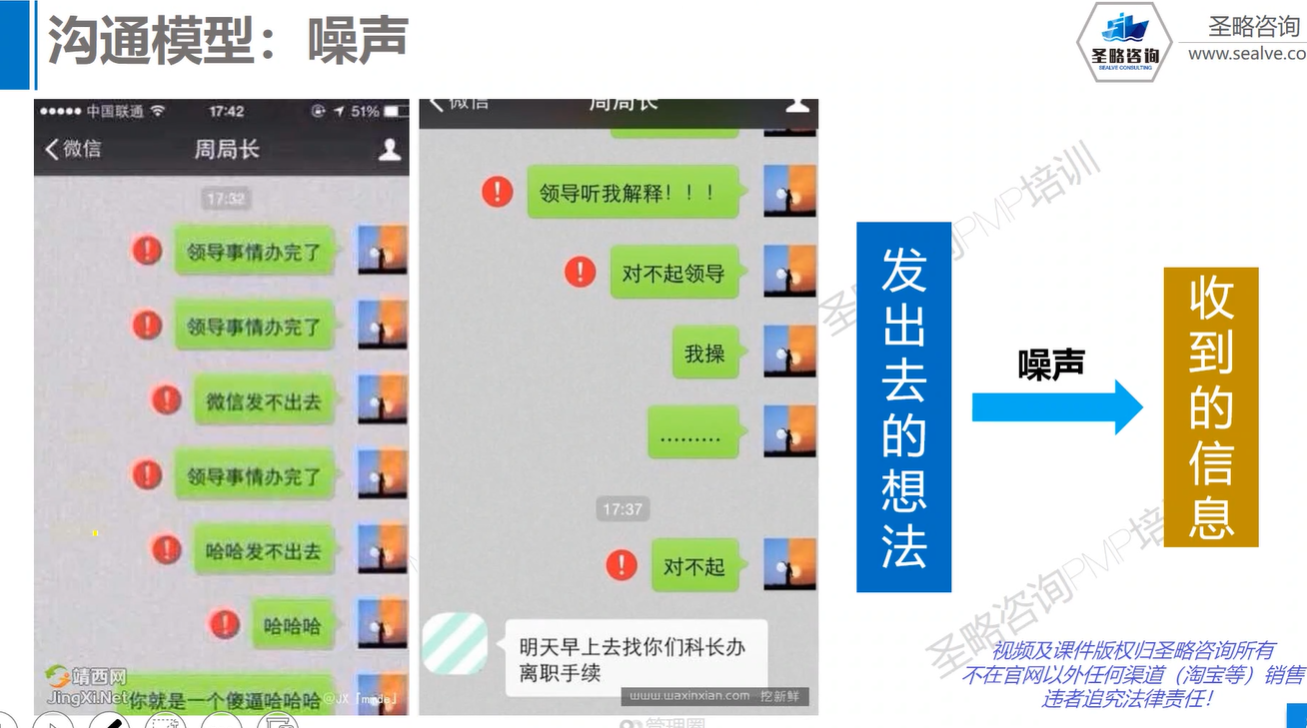 沟通模型：噪声
圣略咨询
www.sealve.co
圣略咨询
SEALVE CONSULTING
中国联通
17:42
51%
微信
周局长
17:32
领导事情办完了
领导事情办完了
微信发不出去
领导事情办完了
哈哈发不出去
哈哈哈
你就是一个傻逼哈哈哈
靖西网
JingXi.Net
微信
周局长
领导听我解释！！！
对不起领导
我操
………
17:37
对不起
明天早上去找你们科长办
离职手续
www.waxinxian.com 挖新鲜
管理圈
发出去的想法
噪声
收到的信息
圣略咨询PMP培训
视频及课件版权归圣略咨询所有
不在官网以外任何渠道（淘宝等）销售
违者追究法律责任！